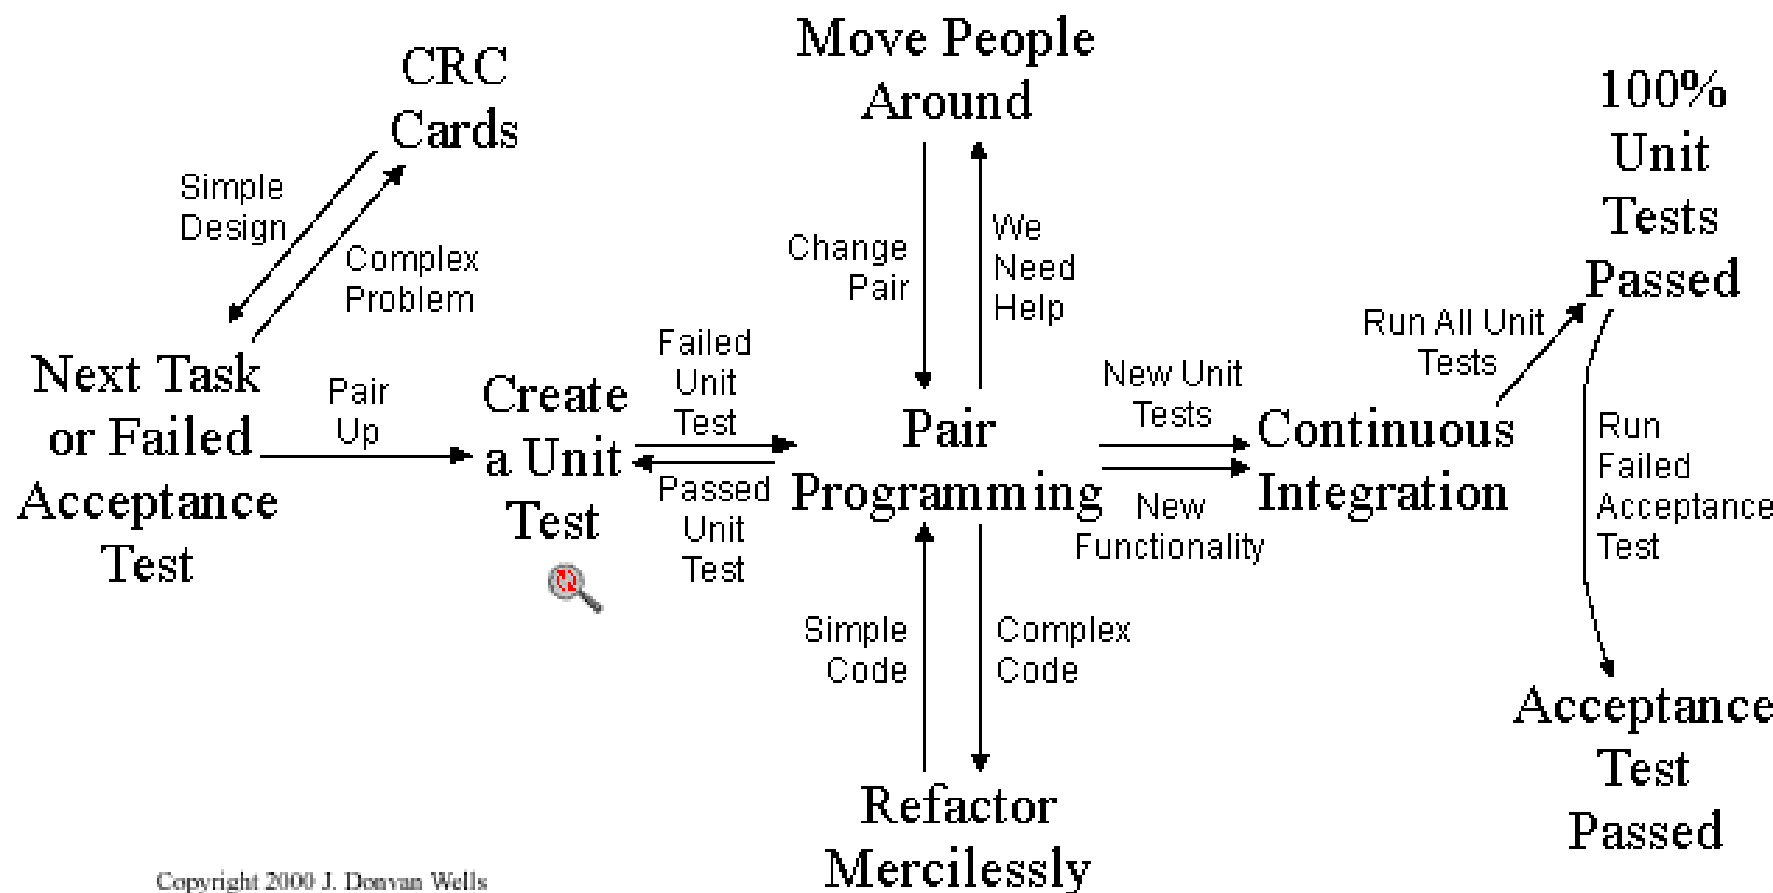 CRC
Cards
Simple
Design
Complex
Problem
Next Task
or Failed
Acceptance
Test
Pair
Up
Create
a Unit
Test
Failed
Unit
Test
Passed
Unit
Test
Move People
Around
Change
Pair
We
Need
Help
Pair
Programming
Simple
Code
Complex
Code
Refactor
Mercilessly
New Unit
Tests
New
Functionality
Continuous
Integration
Run All Unit
Tests
100%
Unit
Tests
Passed
Run
Failed
Acceptance
Test
Acceptance
Test
Passed
Copyright 2000 J. Donvan Wells